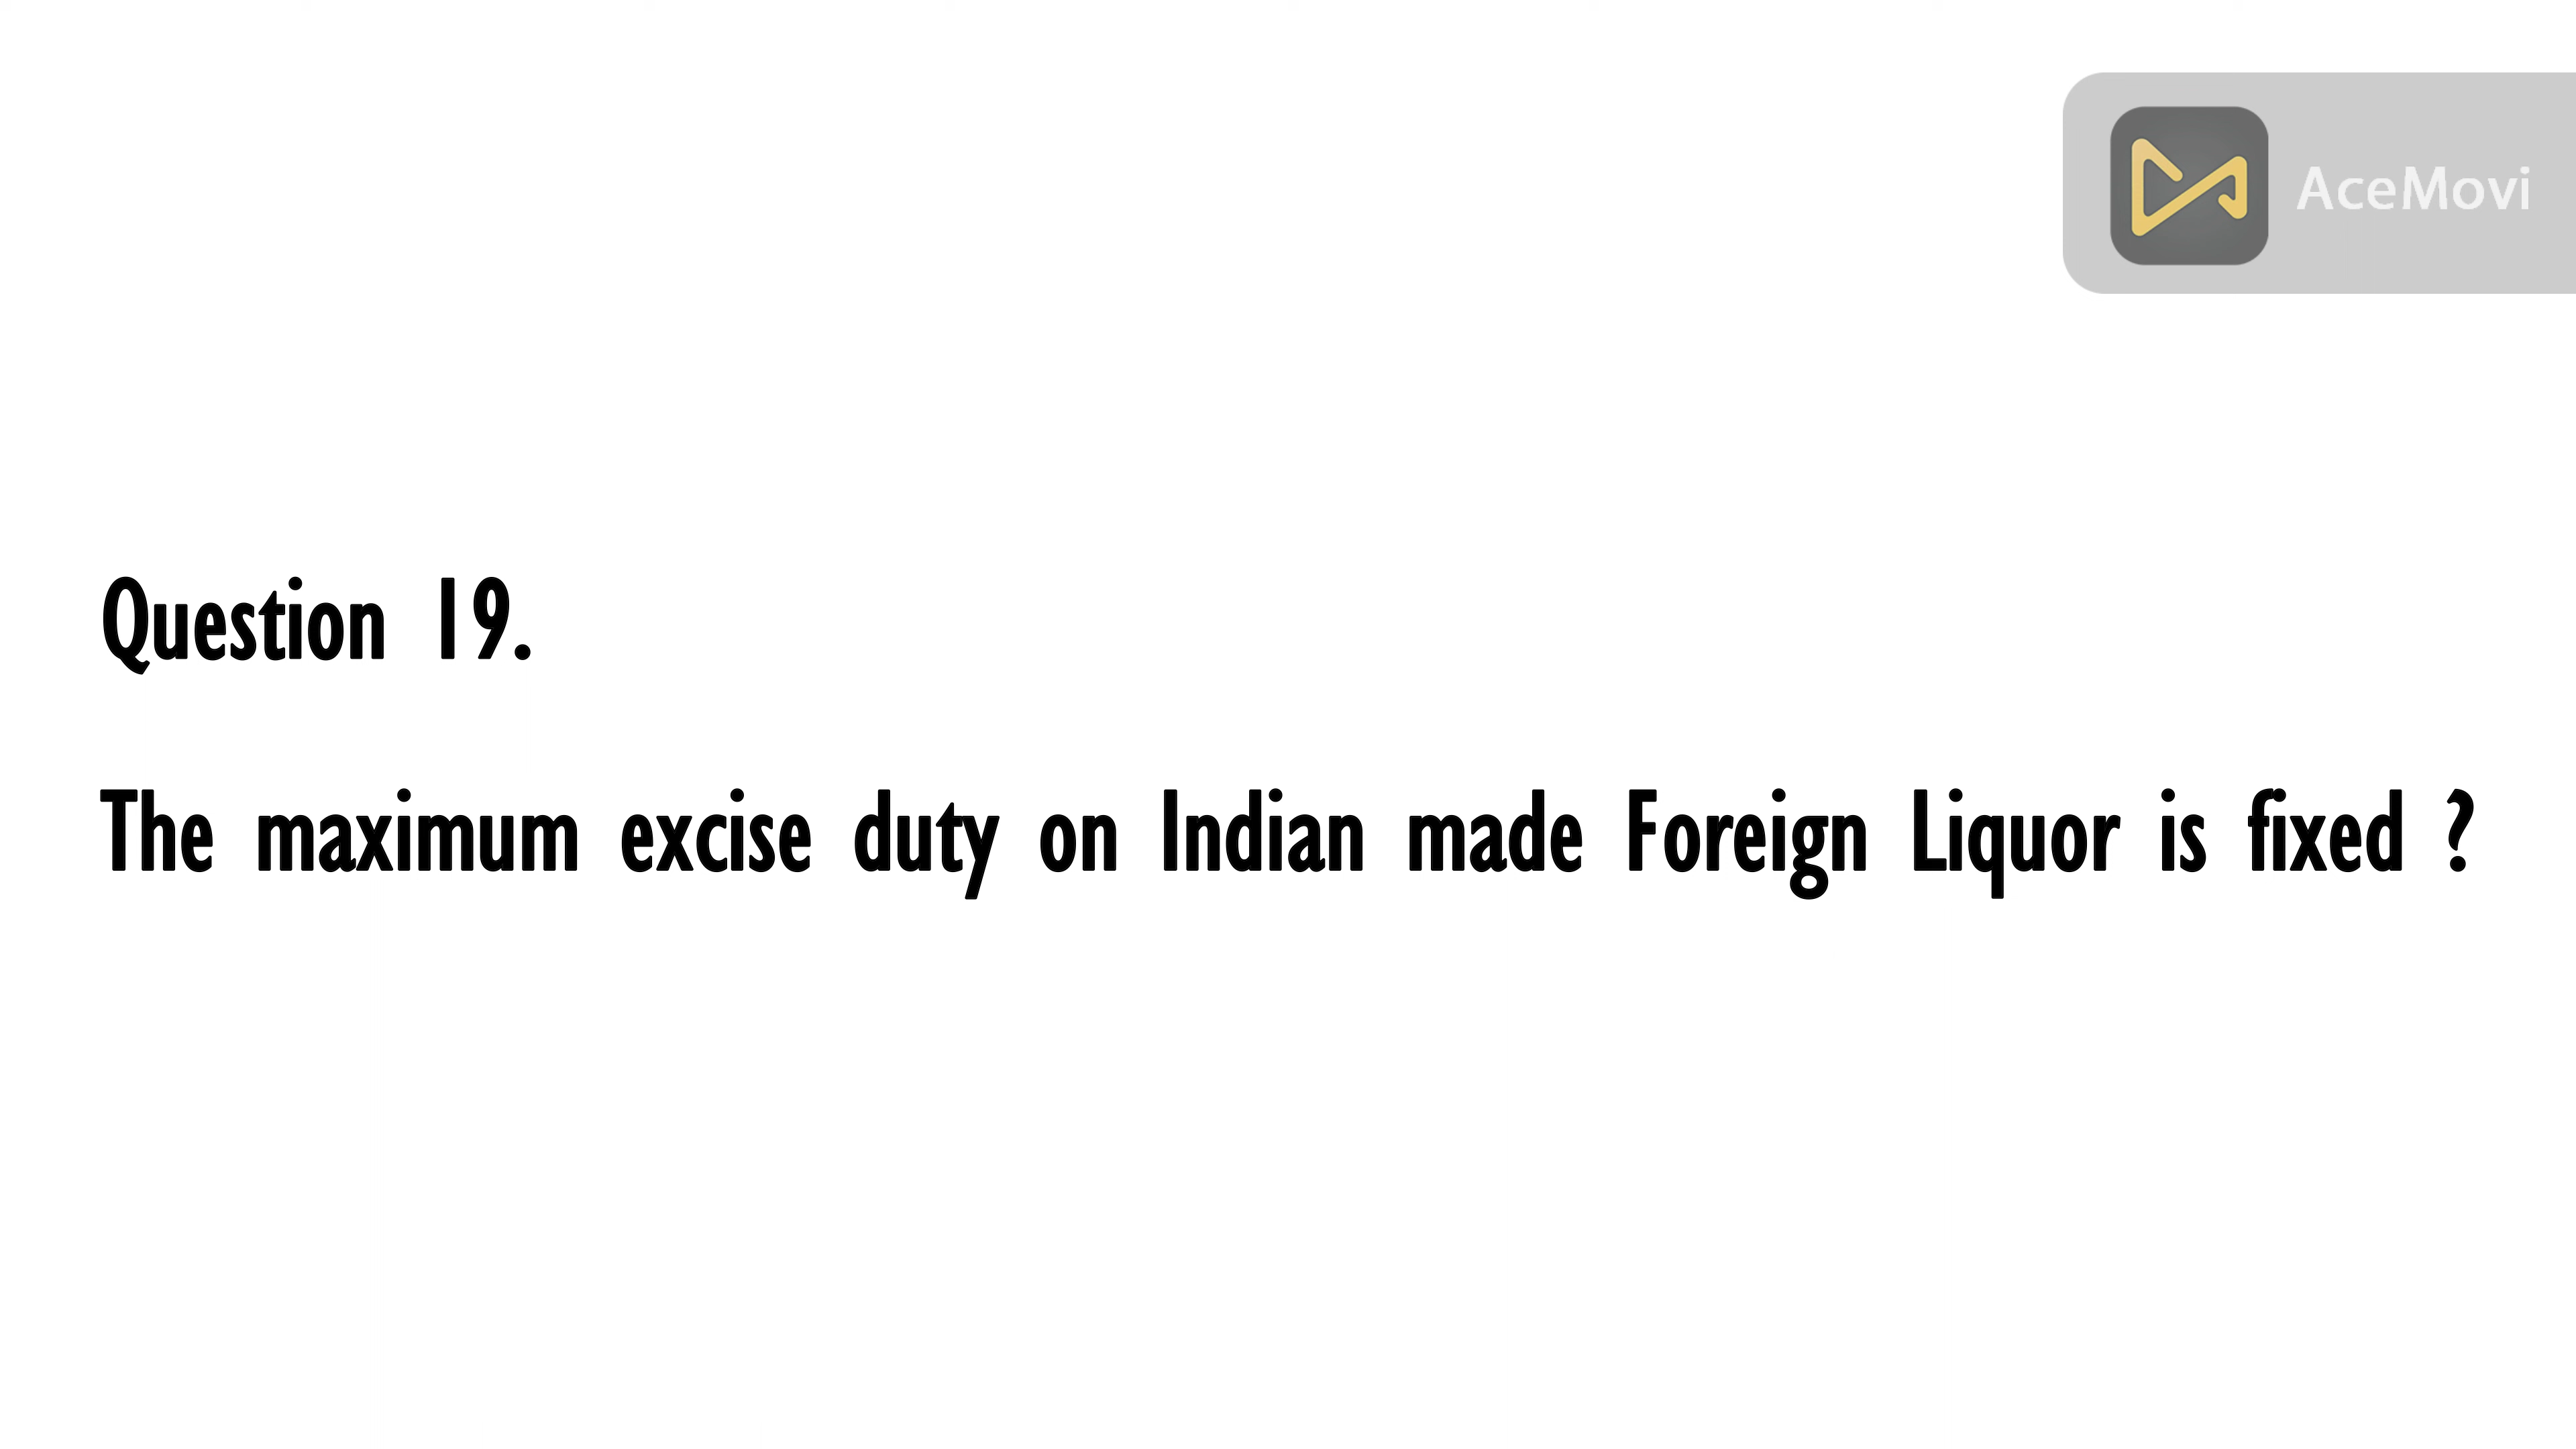 AceMovi
Question 19.
The maximum excise duty on Indian made Foreign Liquor is fixed ?